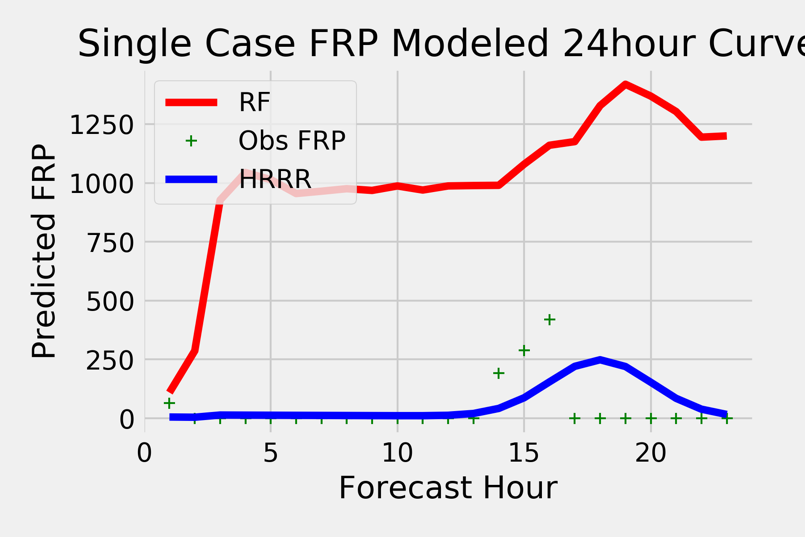 Single Case FRP Modeled 24hour Curve
RF
Obs FRP
HRRR
1250
1000
750
500
250
0
Predicted FRP
0 5 10 15 20
Forecast Hour